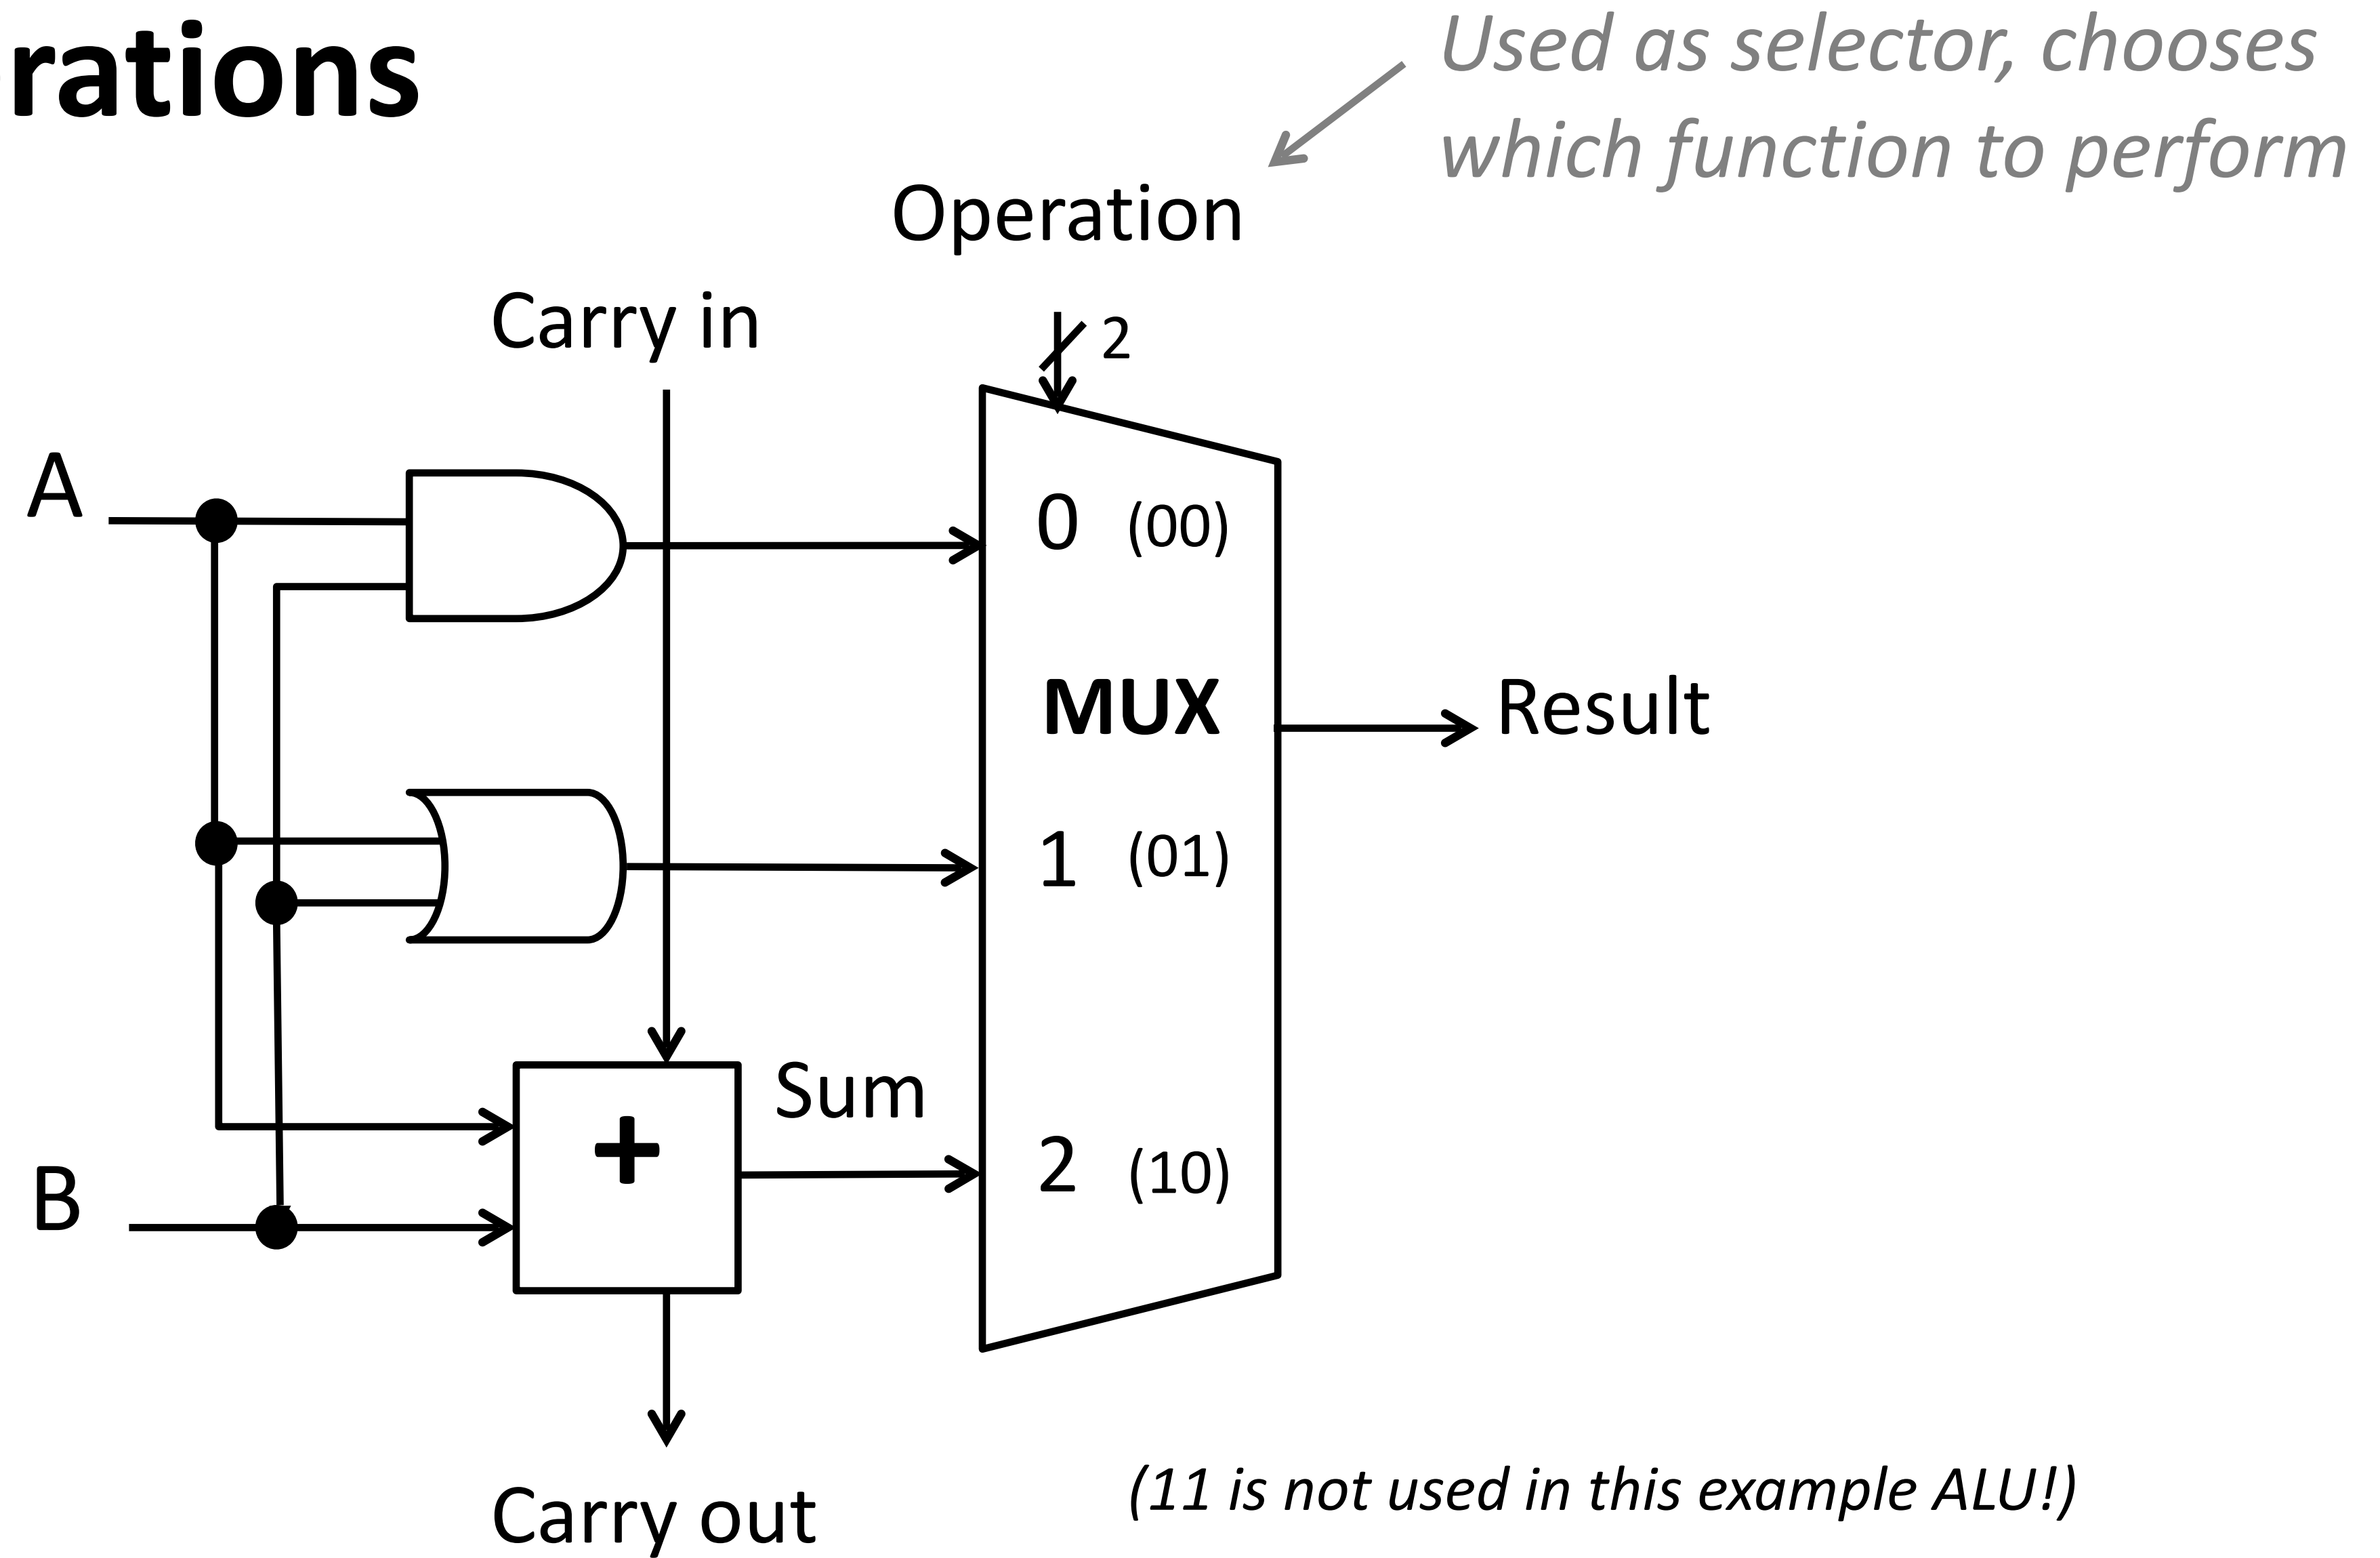 rations
Used as selector, chooses
which function to perform
Operation
Carry in
2
A
0 (00)
MUX
Result
1 (01)
Sum
+
2 (10)
B
Carry out
(11 is not used in this example ALU!)